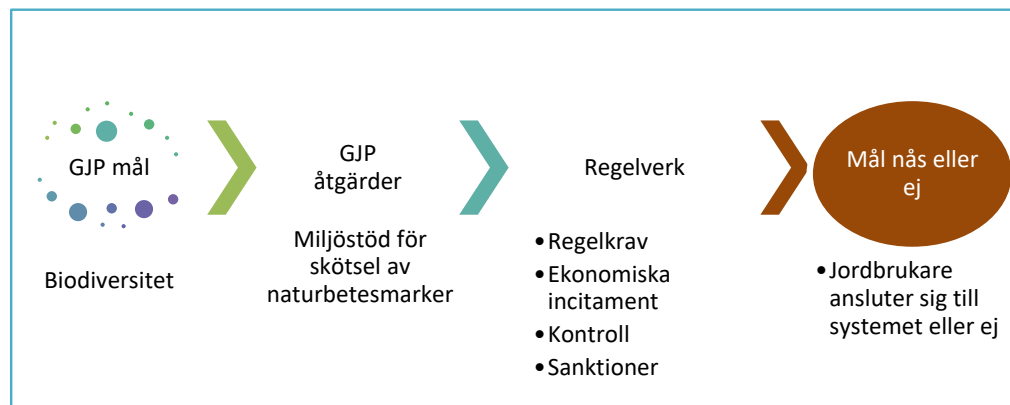 GJP mål
Biodiversitet
GJP
åtgärder
Miljöstöd för
skötsel av
naturbetesmarker
Regelverk
•Regelkrav
•Ekonomiska
incitament
•Kontroll
•Sanktioner
Mål nås eller
ej
•Jordbrukare
ansluter sig till
systemet eller ej